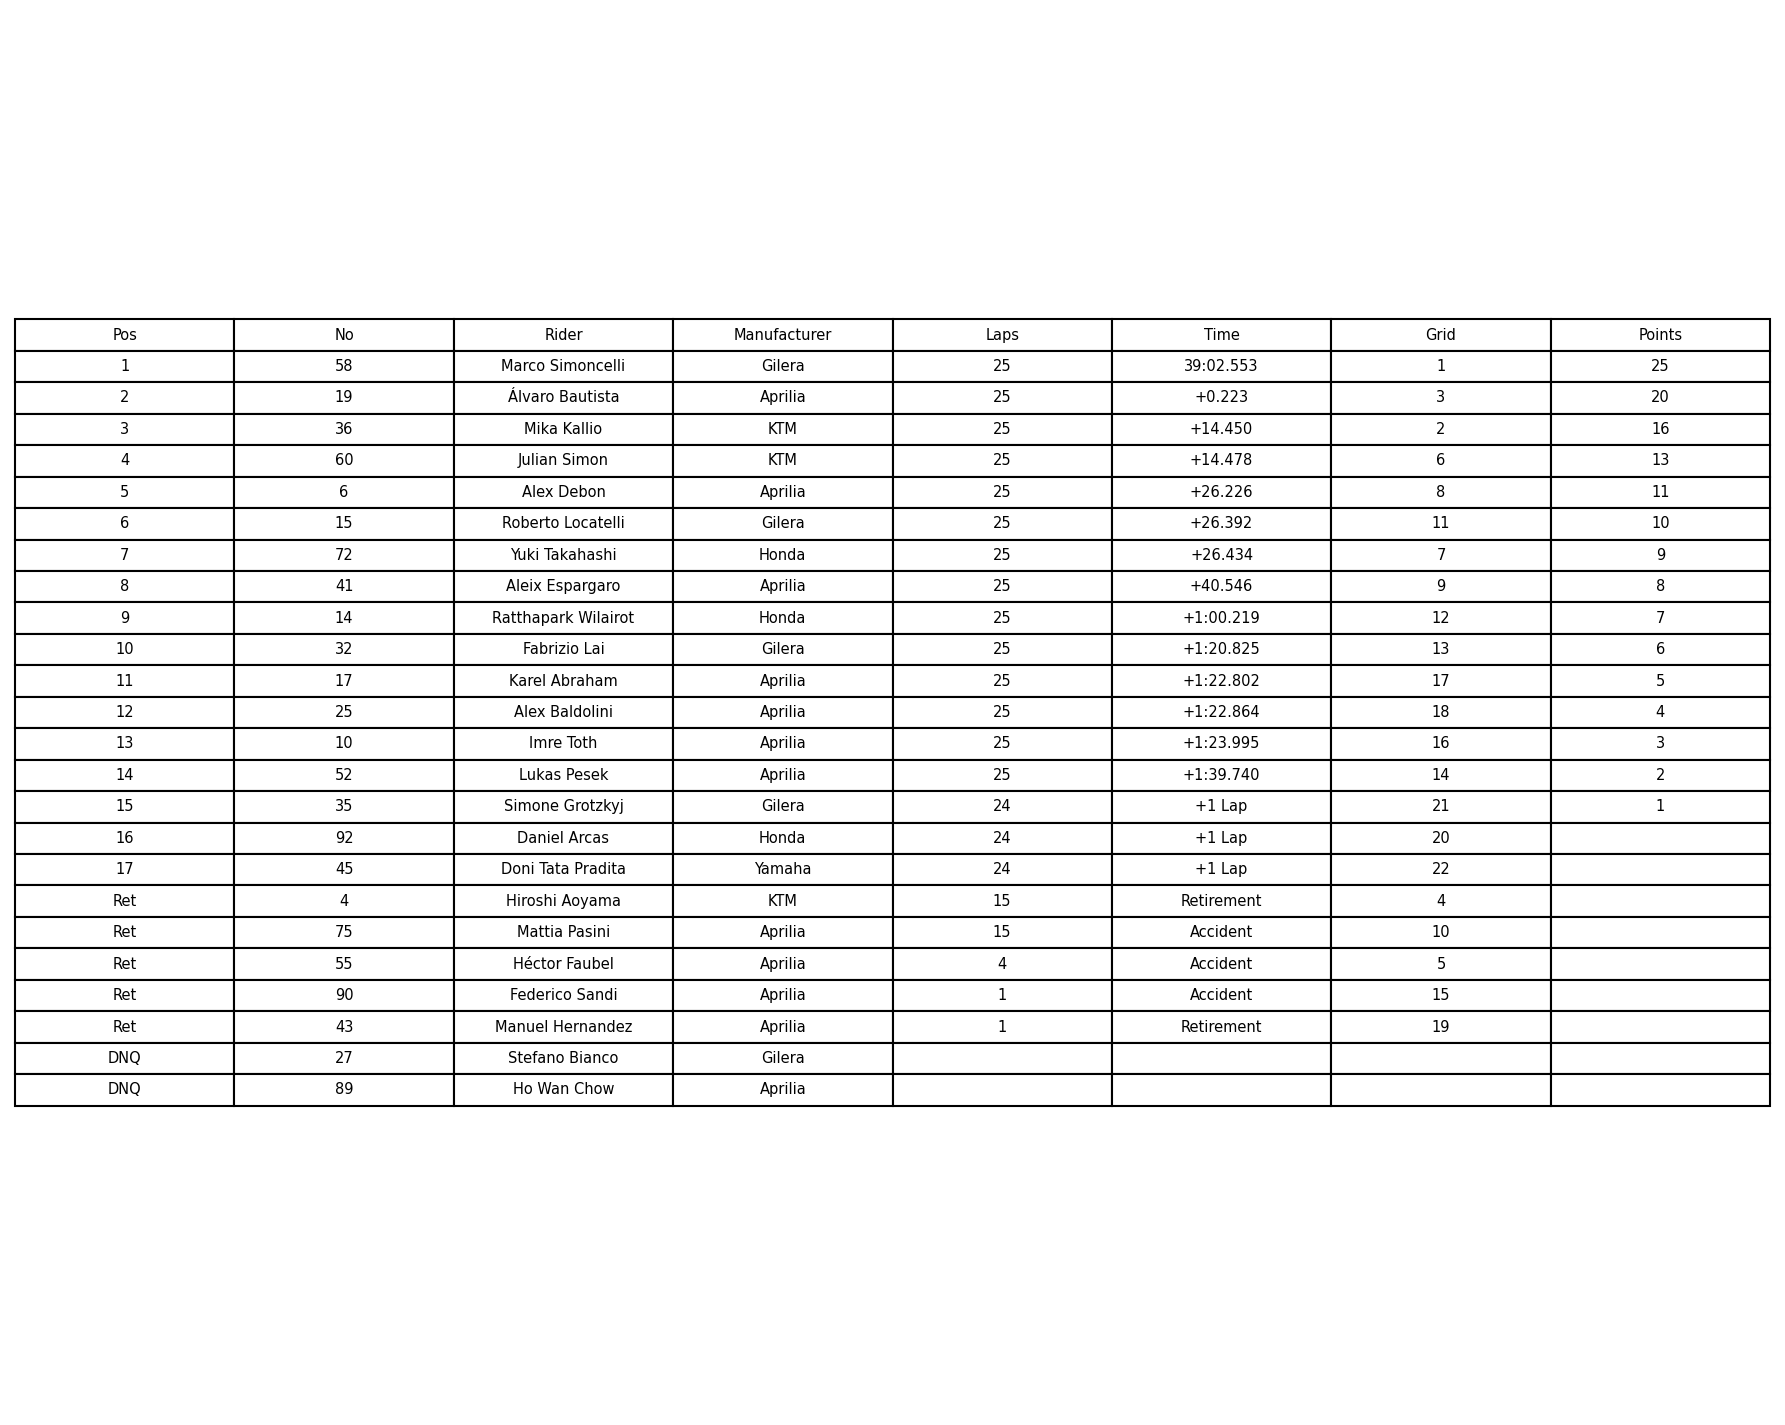 Pos No Rider Manufacturer Laps Time Grid Points
1 58 Marco Simoncelli Gilera 25 39:02.553 1 25
2 19 Álvaro Bautista Aprilia 25 +0.223 3 20
3 36 Mika Kallio KTM 25 +14.450 2 16
4 60 Julian Simon KTM 25 +14.478 6 13
5 6 Alex Debon Aprilia 25 +26.226 8 11
6 15 Roberto Locatelli Gilera 25 +26.392 11 10
7 72 Yuki Takahashi Honda 25 +26.434 7 9
8 41 Aleix Espargaro Aprilia 25 +40.546 9 8
9 14 Ratthapark Wilairot Honda 25 +1:00.219 12 7
10 32 Fabrizio Lai Gilera 25 +1:20.825 13 6
11 17 Karel Abraham Aprilia 25 +1:22.802 17 5
12 25 Alex Baldolini Aprilia 25 +1:22.864 18 4
13 10 Imre Toth Aprilia 25 +1:23.995 16 3
14 52 Lukas Pesek Aprilia 25 +1:39.740 14 2
15 35 Simone Grotzkyj Gilera 24 +1 Lap 21 1
16 92 Daniel Arcas Honda 24 +1 Lap 20
17 45 Doni Tata Pradita Yamaha 24 +1 Lap 22
Ret 4 Hiroshi Aoyama KTM 15 Retirement 4
Ret 75 Mattia Pasini Aprilia 15 Accident 10
Ret 55 Héctor Faubel Aprilia 4 Accident 5
Ret 90 Federico Sandi Aprilia 1 Accident 15
Ret 43 Manuel Hernandez Aprilia 1 Retirement 19
DNQ 27 Stefano Bianco Gilera
DNQ 89 Ho Wan Chow Aprilia